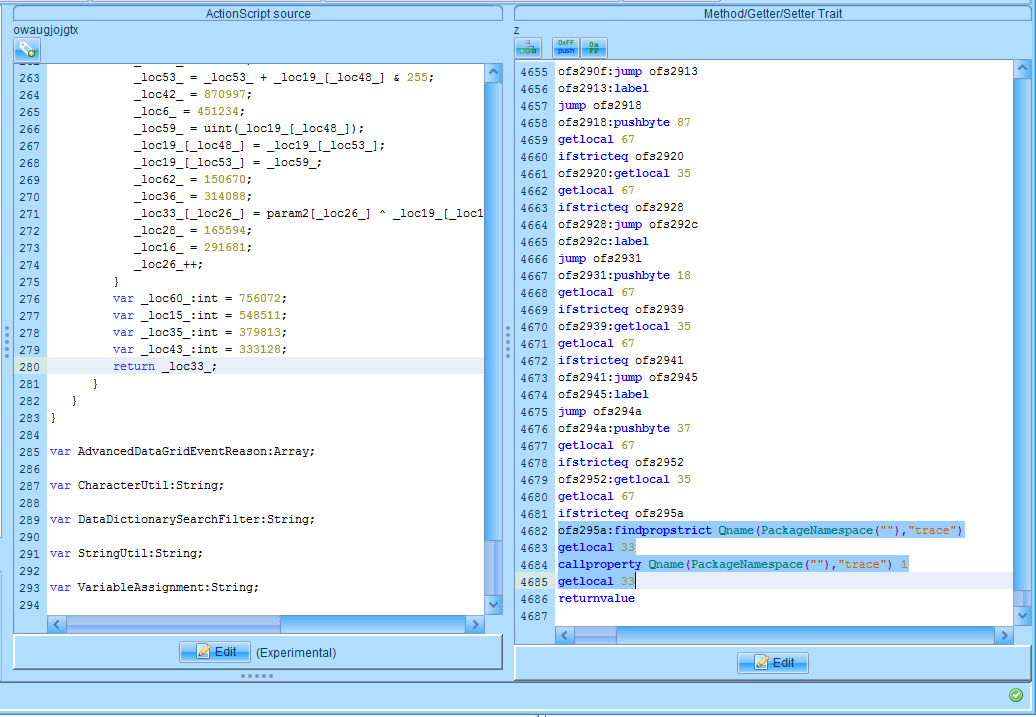 ActionScript source
owaugjojgtx
263 _loc53_ = _loc53_ + _loc19_[_loc48_] & 255;
264 _loc42_ = 870997;
265 _loc6_ = 451234;
266 _loc59_ = uint(_loc19_[_loc48_]);
267 _loc19_[_loc48_] = _loc19_[_loc53_];
268 _loc19_[_loc53_] = _loc59_;
269 _loc62_ = 150670;
270 _loc36_ = 314088;
271 _loc33_[_loc26_] = param2[_loc26_] ^ _loc19_[_loc1
272 _loc28_ = 165594;
273 _loc16_ = 291681;
274 _loc26_++;
275 }
276 var _loc60_:int = 756072;
277 var _loc15_:int = 548511;
278 var _loc35_:int = 379813;
279 var _loc43_:int = 333128;
280 return _loc33_;
281 }
282 }
283 }
284
285 var AdvancedDataGridEventReason:Array;
286
287 var CharacterUtil:String;
288
289 var DataDictionarySearchFilter:String;
290
291 var StringUtil:String;
292
293 var VariableAssignment:String;
294
Edit (Experimental)
Method/Getter/Setter Trait
z
0xFF push 0x FF
4655 ofs290f:jump ofs2913
4656 ofs2913:label
4657 jump ofs2918
4658 ofs2918:pushbyte 87
4659 getlocal 67
4660 ifstricteq ofs2920
4661 ofs2920:getlocal 35
4662 getlocal 67
4663 ifstricteq ofs2928
4664 ofs2928:jump ofs292c
4665 ofs292c:label
4666 jump ofs2931
4667 ofs2931:pushbyte 18
4668 getlocal 67
4669 ifstricteq ofs2939
4670 ofs2939:getlocal 35
4671 getlocal 67
4672 ifstricteq ofs2941
4673 ofs2941:jump ofs2945
4674 ofs2945:label
4675 jump ofs294a
4676 ofs294a:pushbyte 37
4677 getlocal 67
4678 ifstricteq ofs2952
4679 ofs2952:getlocal 35
4680 getlocal 67
4681 ifstricteq ofs295a
4682 ofs295a:findpropstrict Qname(PackageNamespace(""),"trace")
4683 getlocal 33
4684 callproperty Qname(PackageNamespace(""),"trace") 1
4685 getlocal 33
4686 returnvalue
4687
Edit